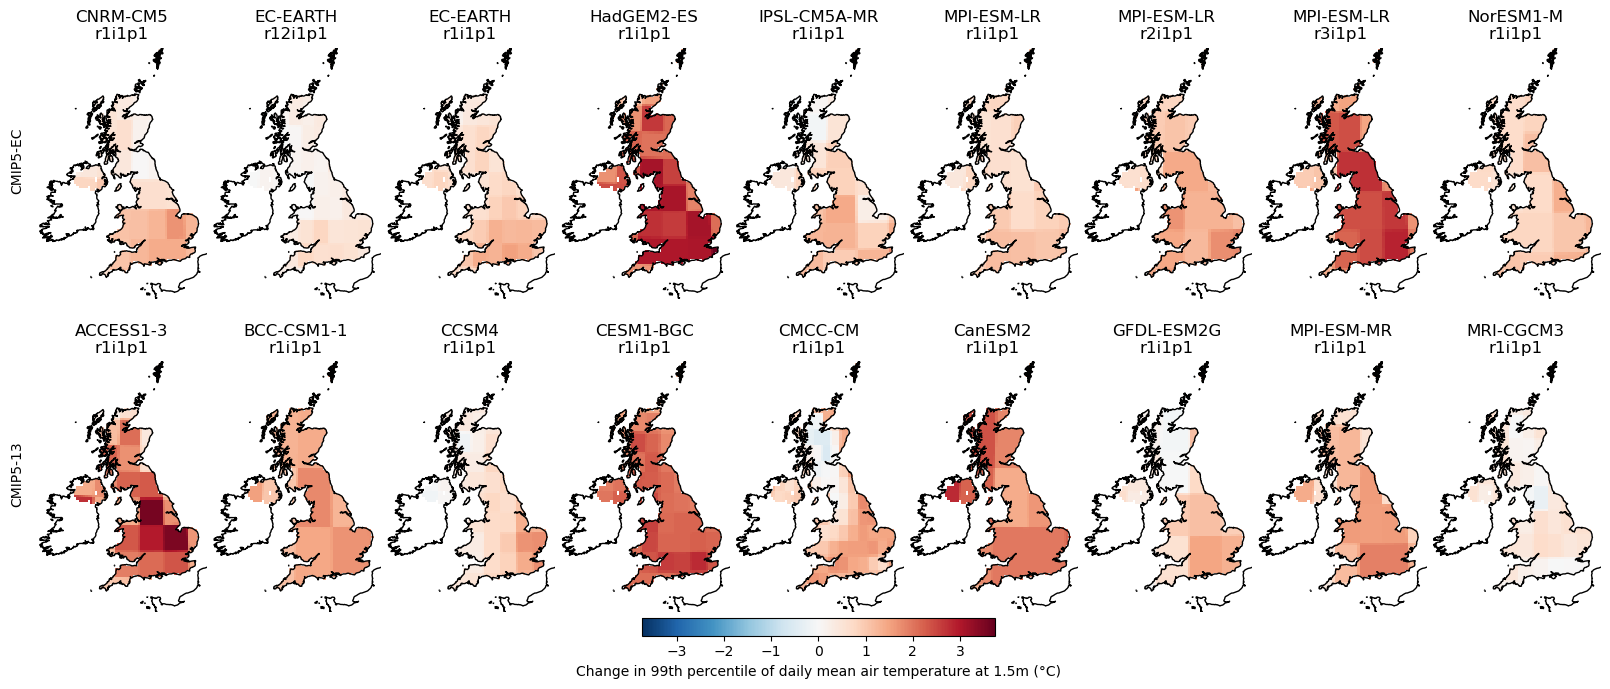 CNRM-CM5 EC-EARTH EC-EARTH HadGEM2-ES IPSL-CM5A-MR MPI-ESM-LR MPI-ESM-LR MPI-ESM-LR NorESM1-M
r1i1p1 r12i1p1 r1i1p1 r1i1p1 r1i1p1 r1i1p1 r2i1p1 r3i1p1 r1i1p1
CMIP5-EC
ACCESS1-3 BCC-CSM1-1 CCSM4 CESM1-BGC CMCC-CM CanESM2 GFDL-ESM2G MPI-ESM-MR MRI-CGCM3
r1i1p1 r1i1p1 r1i1p1 r1i1p1 r1i1p1 r1i1p1 r1i1p1 r1i1p1 r1i1p1
CMIP5-13
−3 −2 −1 0 1 2 3
Change in 99th percentile of daily mean air temperature at 1.5m (°C)